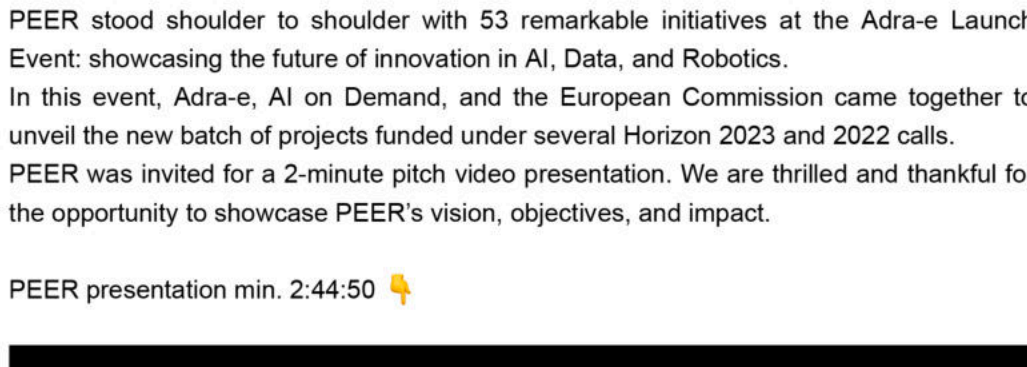 PEER stood shoulder to shoulder with 53 remarkable initiatives at the Adra-e Launch
Event: showcasing the future of innovation in AI, Data, and Robotics.
In this event, Adra-e, AI on Demand, and the European Commission came together to
unveil the new batch of projects funded under several Horizon 2023 and 2022 calls.
PEER was invited for a 2-minute pitch video presentation. We are thrilled and thankful for
the opportunity to showcase PEER’s vision, objectives, and impact.
PEER presentation min. 2:44:50 👇